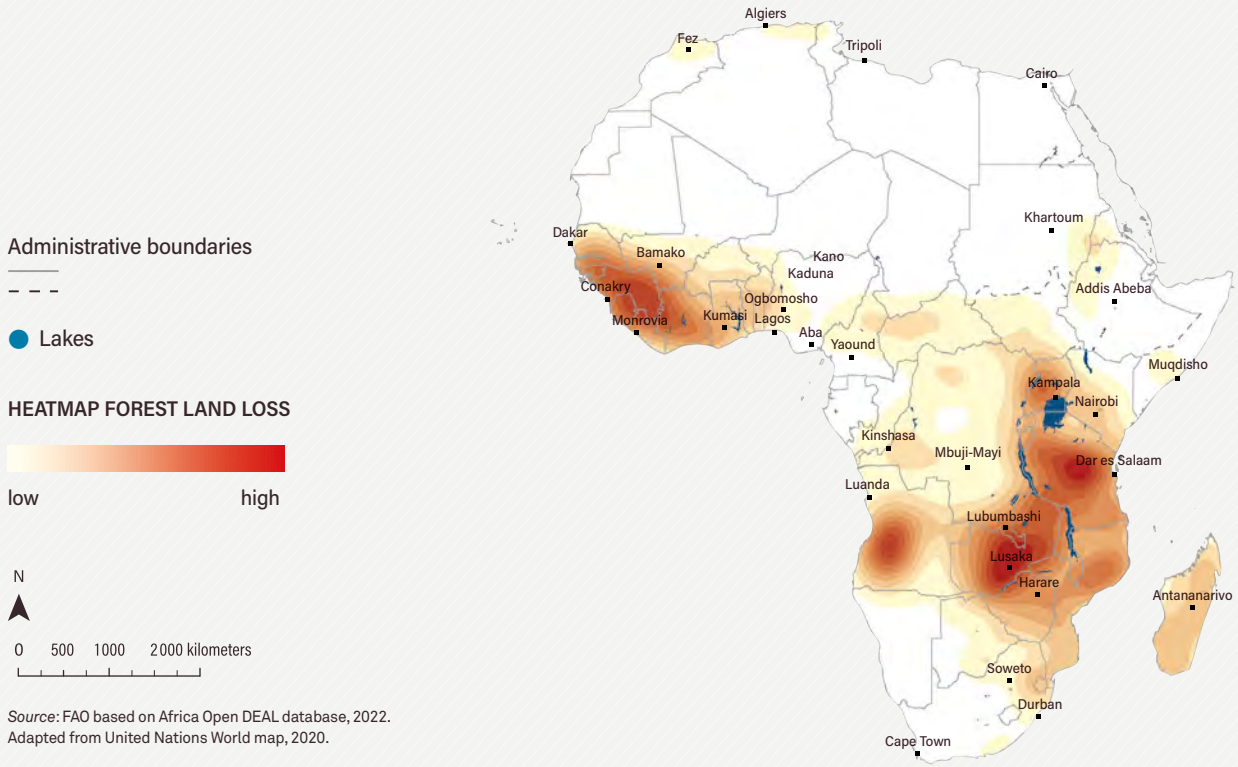 Administrative boundaries
Lakes
HEATMAP FOREST LAND LOSS
low high
N
0 500 1000 2 000 kilometers
Source: FAO based on Africa Open DEAL database, 2022.
Adapted from United Nations World map, 2020.
Algiers
Fez
Tripoli
Cairo
Dakar
Khartoum
Bamako
Kano
Kaduna
Conakry
Addis Abeba
Ogbomosho
Monrovia
Kumasi
Lagos
Aba
Yaound
Muqdisho
Kampala
Nairobi
Kinshasa
Mbuji-Mayi
Dar es Salaam
Luanda
Lubumbashi
Lusaka
Harare
Antananarivo
Soweto
Durban
Cape Town